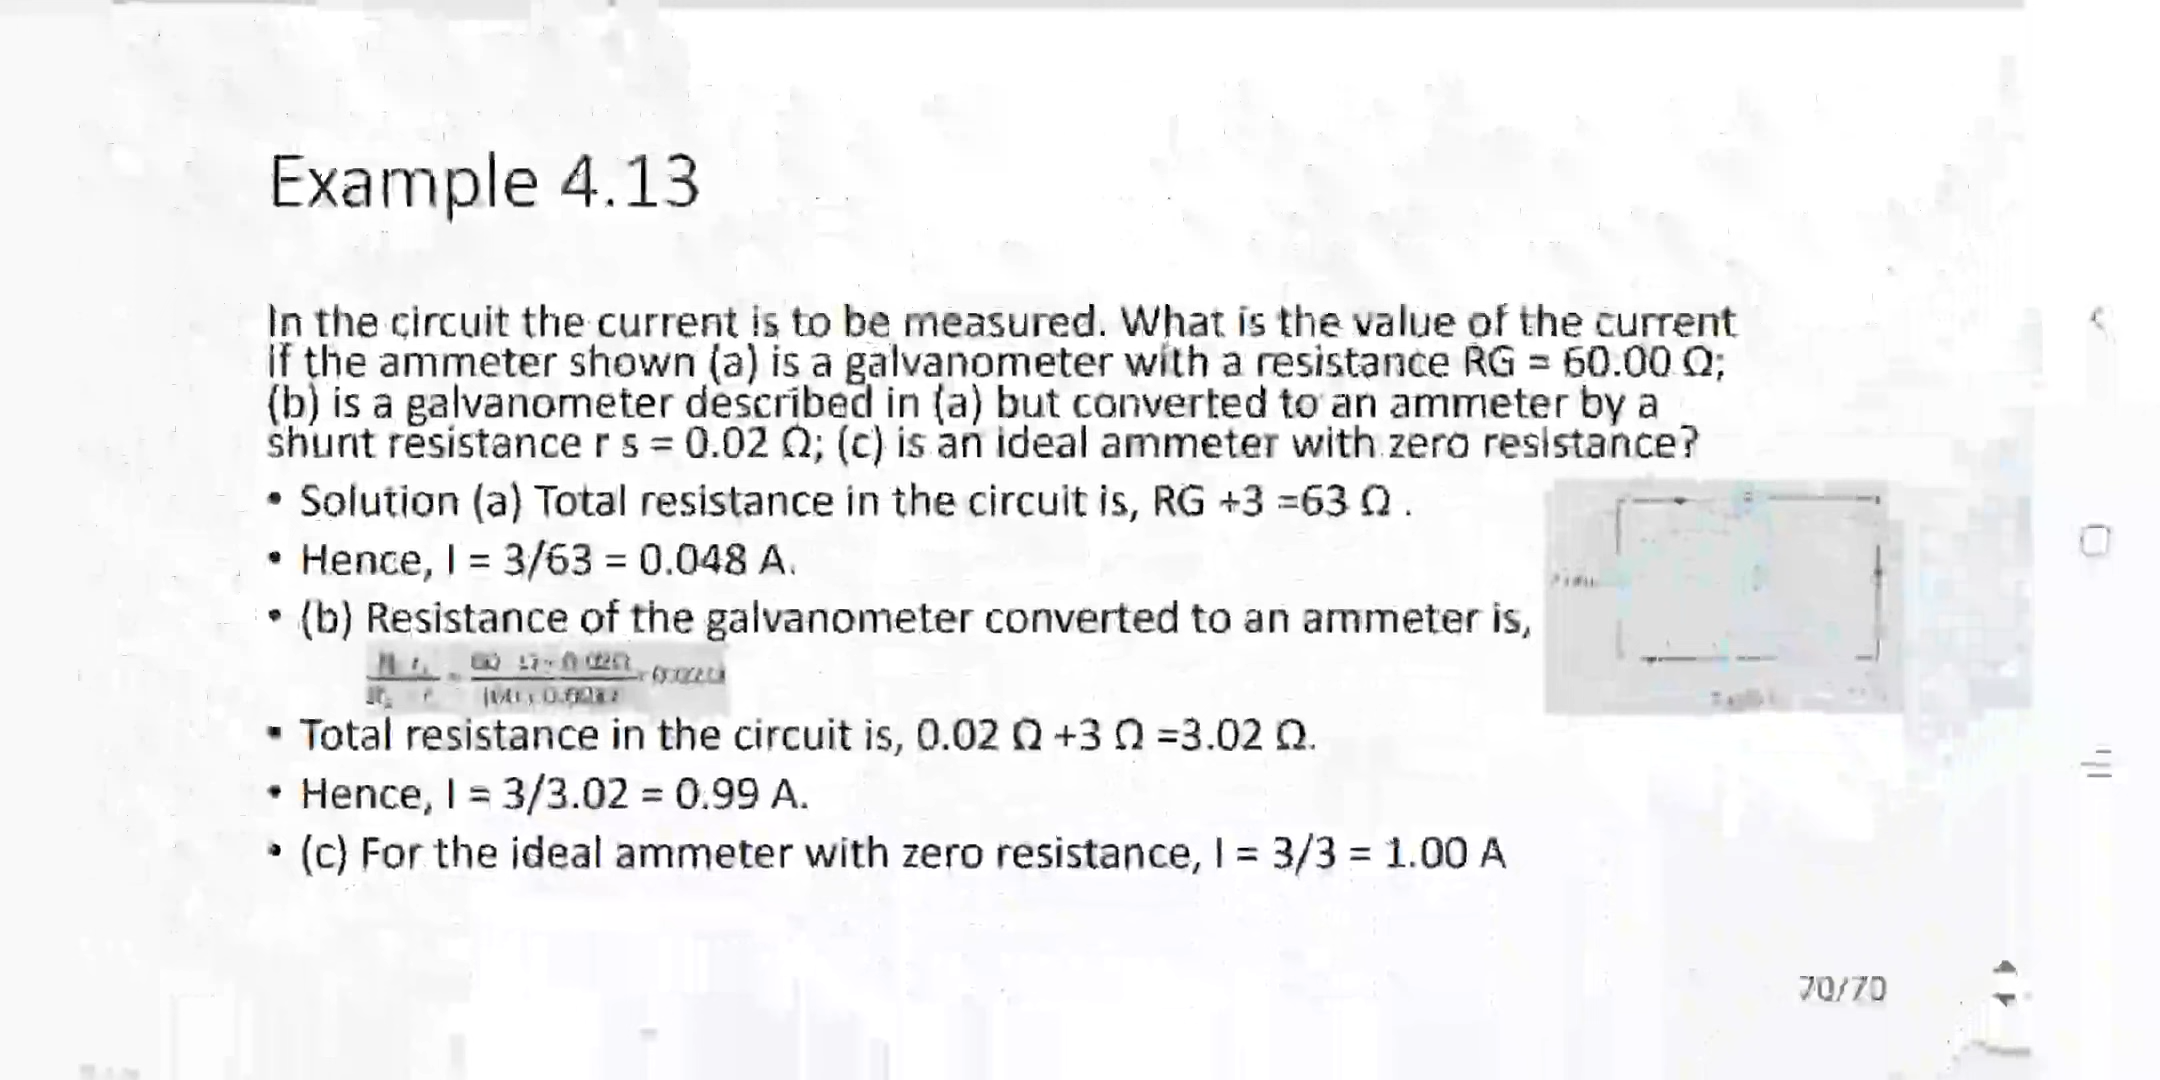 Example 4.13
In the circuit the current is to be measured. What is the value of the current
if the ammeter shown (a) is a galvanometer with a resistance RG = 60.00 Ω;
(b) is a galvanometer described in (a) but converted to an ammeter by a
shunt resistance r s = 0.02 Ω; (c) is an ideal ammeter with zero resistance?
• Solution (a) Total resistance in the circuit is, RG +3 =63 Ω .
• Hence, I = 3/63 = 0.048 A.
• (b) Resistance of the galvanometer converted to an ammeter is,
• Total resistance in the circuit is, 0.02 Ω +3 Ω =3.02 Ω.
• Hence, I = 3/3.02 = 0.99 A.
• (c) For the ideal ammeter with zero resistance, I = 3/3 = 1.00 A
70/70